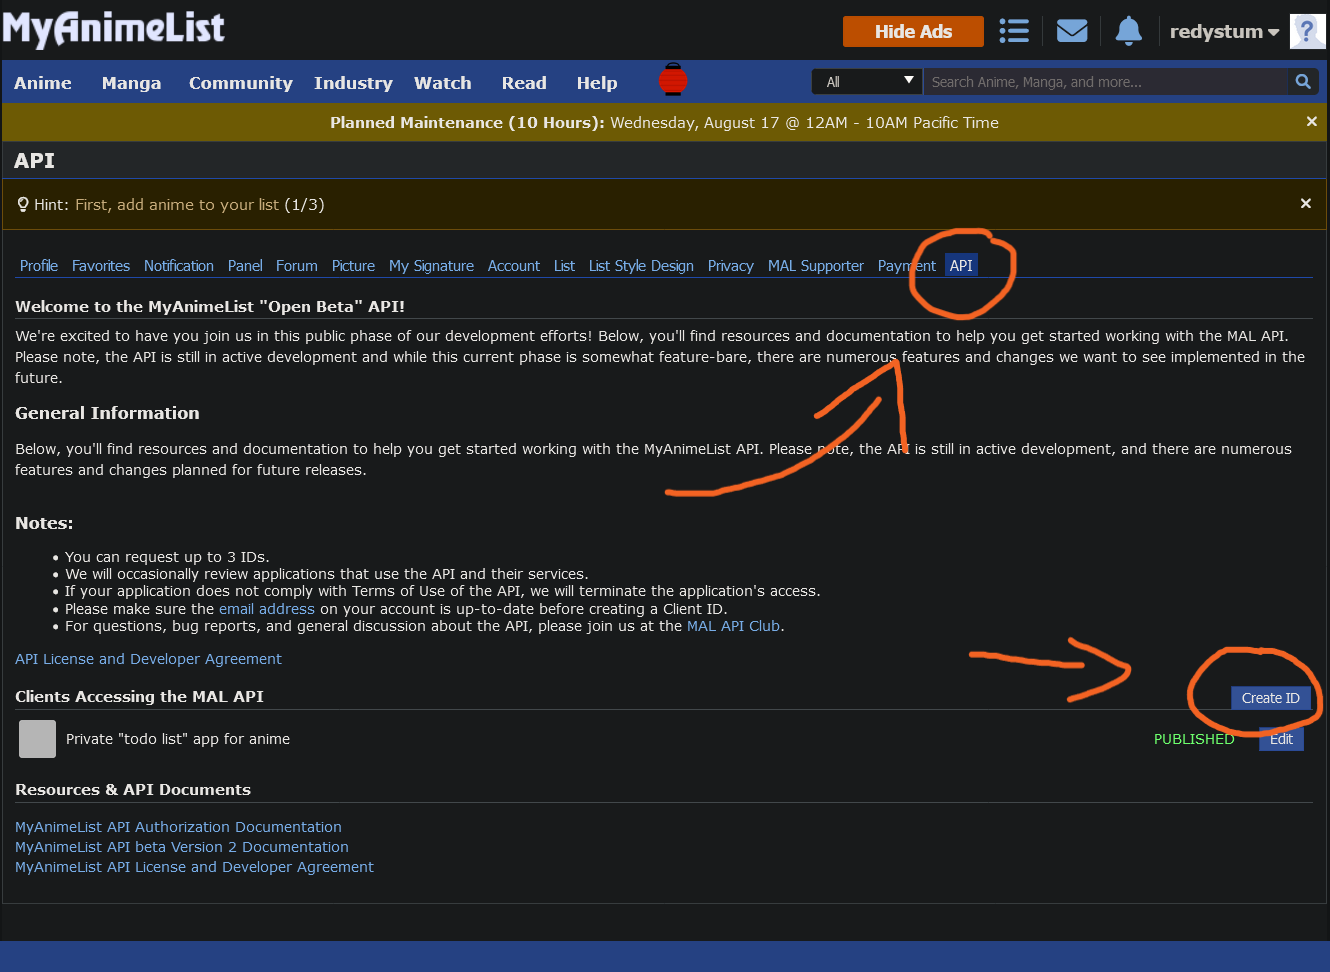 MyAnimeList
Hide Ads redystum
Anime Manga Community Industry Watch Read Help All Search Anime, Manga, and more...
Planned Maintenance (10 Hours): Wednesday, August 17 @ 12AM - 10AM Pacific Time
API
Hint: First, add anime to your list (1/3)
Profile Favorites Notification Panel Forum Picture My Signature Account List List Style Design Privacy MAL Supporter Payment API
Welcome to the MyAnimeList "Open Beta" API!
We're excited to have you join us in this public phase of our development efforts! Below, you'll find resources and documentation to help you get started working with the MAL API.
Please note, the API is still in active development and while this current phase is somewhat feature-bare, there are numerous features and changes we want to see implemented in the
future.
General Information
Below, you'll find resources and documentation to help you get started working with the MyAnimeList API. Please note, the API is still in active development, and there are numerous
features and changes planned for future releases.
Notes:
• You can request up to 3 IDs.
• We will occasionally review applications that use the API and their services.
• If your application does not comply with Terms of Use of the API, we will terminate the application's access.
• Please make sure the email address on your account is up-to-date before creating a Client ID.
• For questions, bug reports, and general discussion about the API, please join us at the MAL API Club.
API License and Developer Agreement
Clients Accessing the MAL API Create ID
Private "todo list" app for anime PUBLISHED Edit
Resources & API Documents
MyAnimeList API Authorization Documentation
MyAnimeList API beta Version 2 Documentation
MyAnimeList API License and Developer Agreement